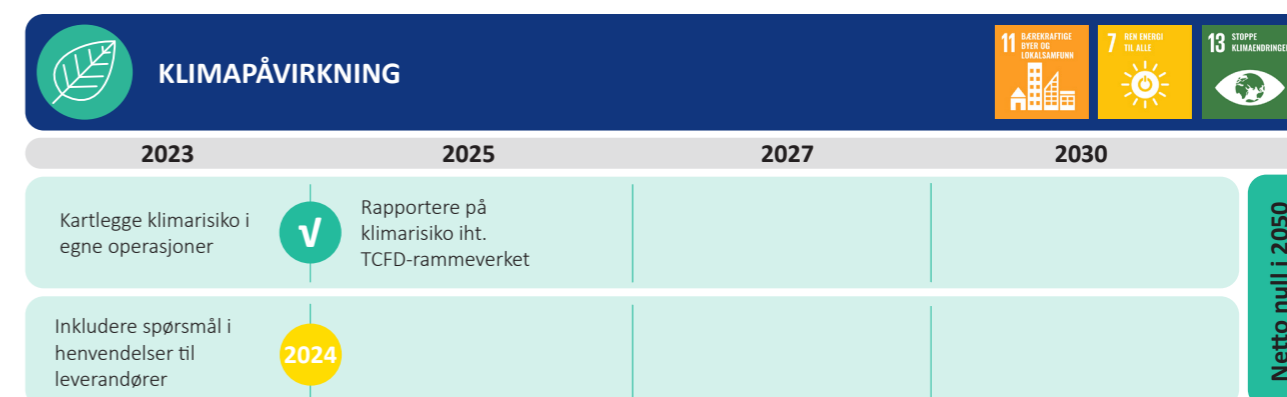 KLIMAPÅVIRKNING
11 BÆREKRAFTIGE
BYER OG
LOKALSAMFUNN
7 REN ENERGI
TIL ALLE
13 STOPPE
KLIMAENDRINGENE
2023 2025 2027 2030
Kartlegge klimarisiko i
egne operasjoner
√
Rapportere på
klimarisiko iht.
TCFD-rammeverket
Inkludere spørsmål i
henvendelser til
leverandører
2024
Netto null i 2050